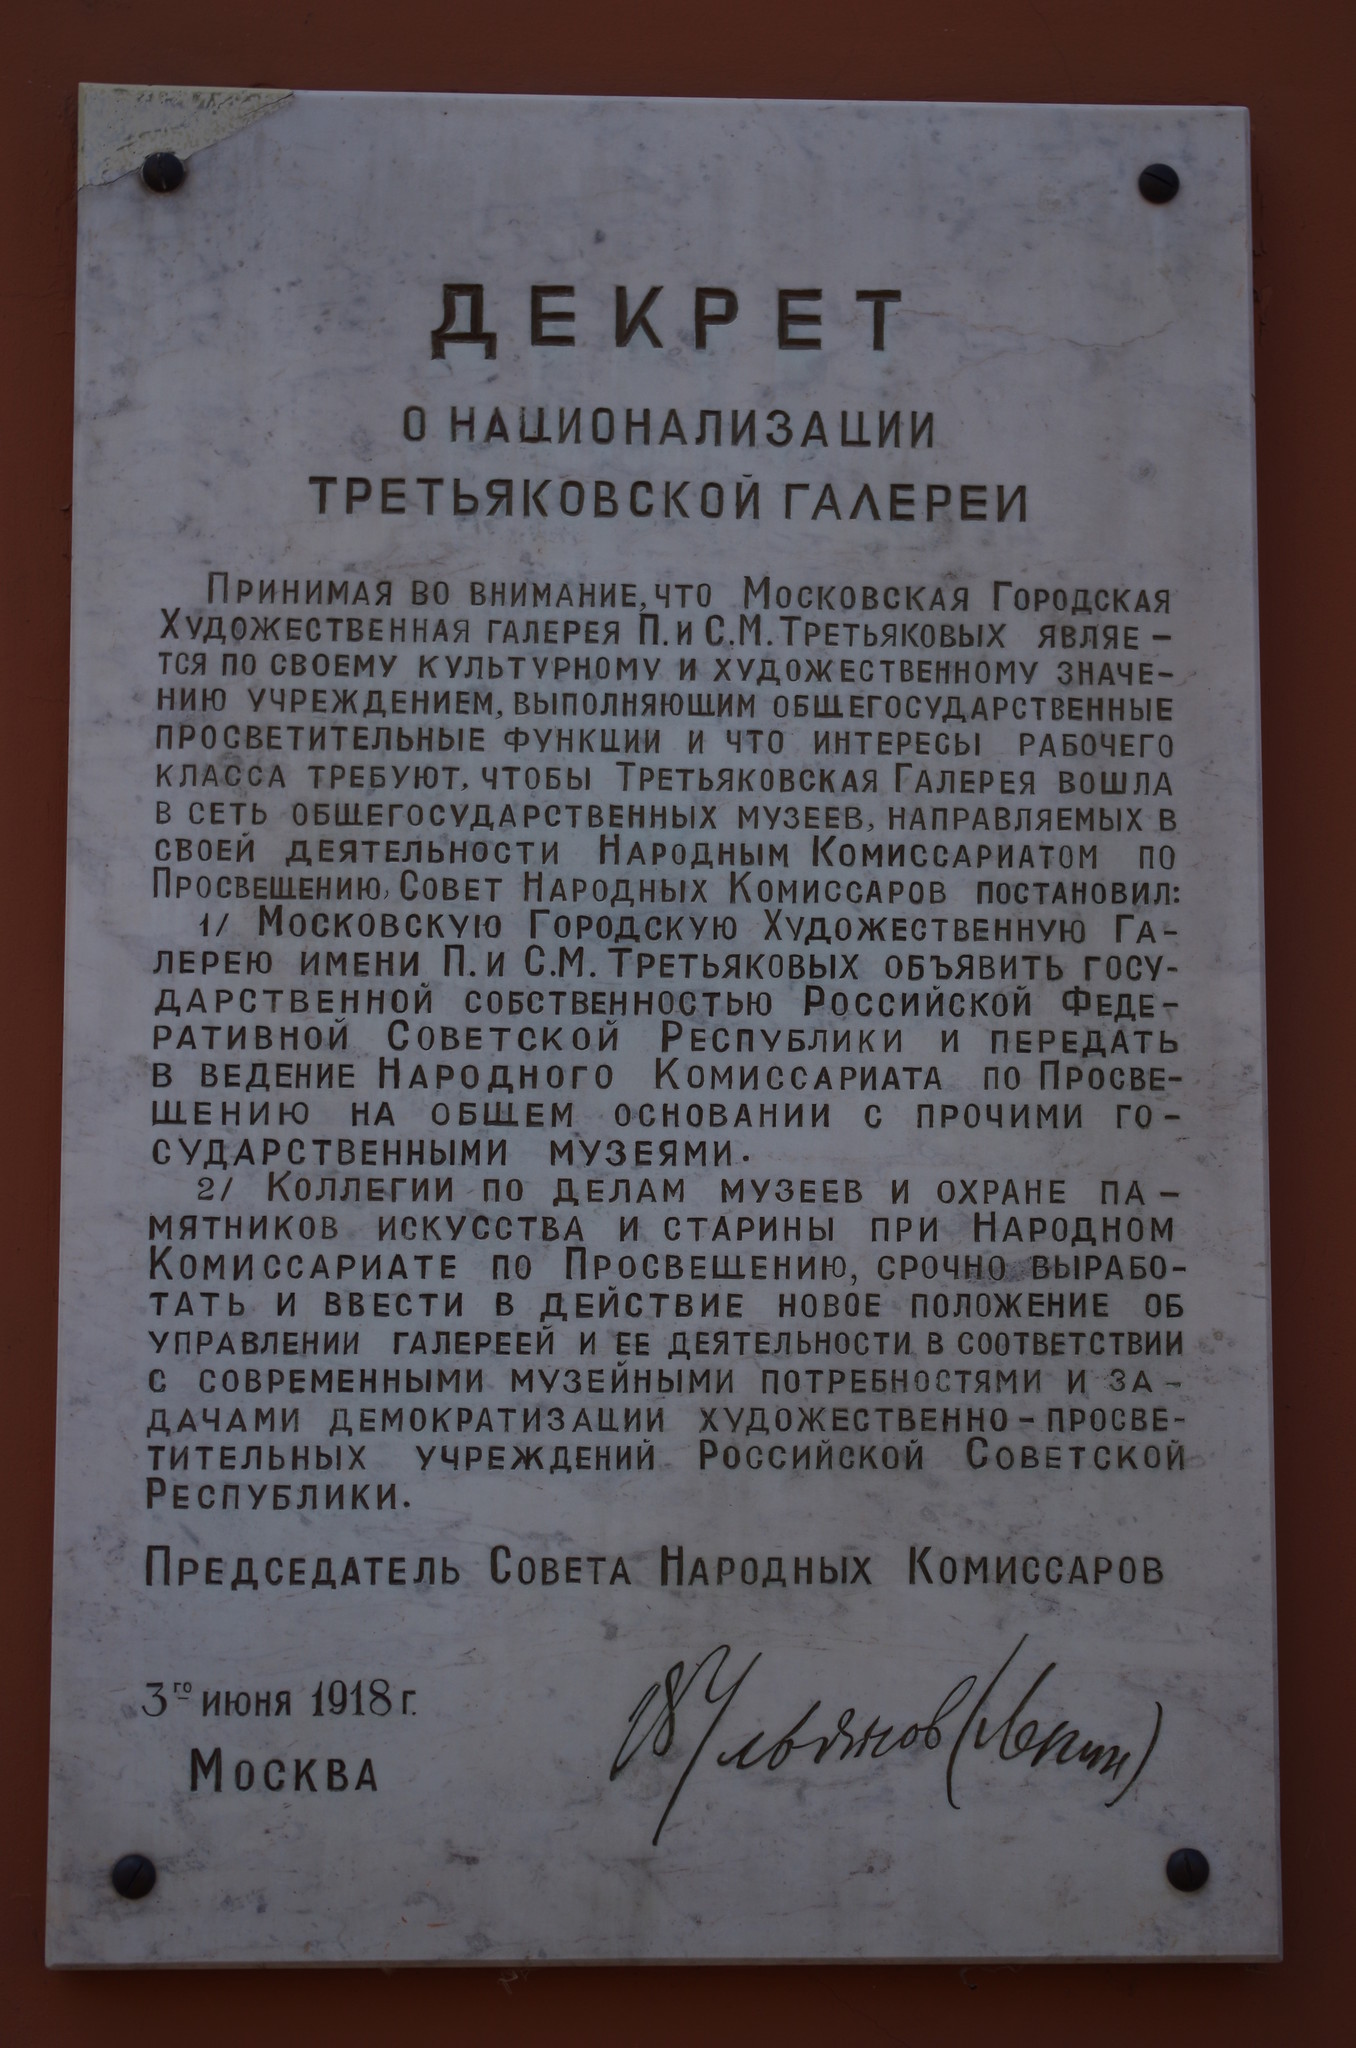 ДЕКРЕТ
О НАЦИОНАЛИЗАЦИИ
ТРЕТЬЯКОВСКОЙ ГАЛЕРЕИ
Принимая во внимание, что Московская Городская
Художественная галерея П. и С.М. Третьяковых являе-
тся по своему культурному и художественному значе-
нию учреждением, выполняющим общегосударственные
просветительные функции и что интересы рабочего
класса требуют, чтобы Третьяковская Галерея вошла
в сеть общегосударственных музеев, направляемых в
своей деятельности Народным Комиссариатом по
Просвещению, Совет Народных Комиссаров постановил:
1/ Московскую Городскую Художественную Га-
лерею имени П. и С.М. Третьяковых объявить госу-
дарственной собственностью Российской Феде-
ративной Советской Республики и передать
в ведение Народного Комиссариата по Просве-
щению на общем основании с прочими го-
сударственными музеями.
2/ Коллегии по делам музеев и охране па-
мятников искусства и старины при Народном
Комиссариате по Просвещению, срочно вырабо-
тать и ввести в действие новое положение об
управлении галереей и ее деятельности в соответствии
с современными музейными потребностями и за-
дачами демократизации художественно-просве-
тительных учреждений Российской Советской
Республики.
Председатель Совета Народных Комиссаров
3го июня 1918 г.
Москва
В Ульянов (Ленин)